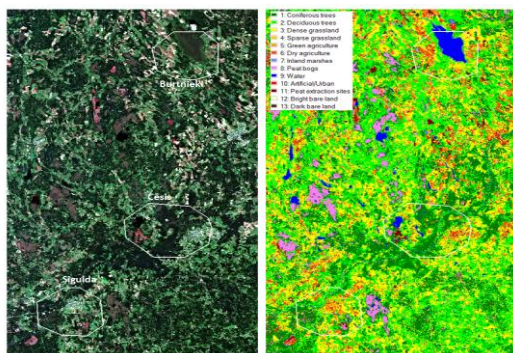 Burtnieki
Cēsis
Sigulda
1: Coniferous trees
2: Deciduous trees
3: Dense grassland
4: Sparse grassland
5: Green agriculture
6: Dry agriculture
7: Inland marshes
8: Peat bogs
9: Water
10: Artificial/Urban
11: Peat extraction sites
12: Bright bare land
13: Dark bare land